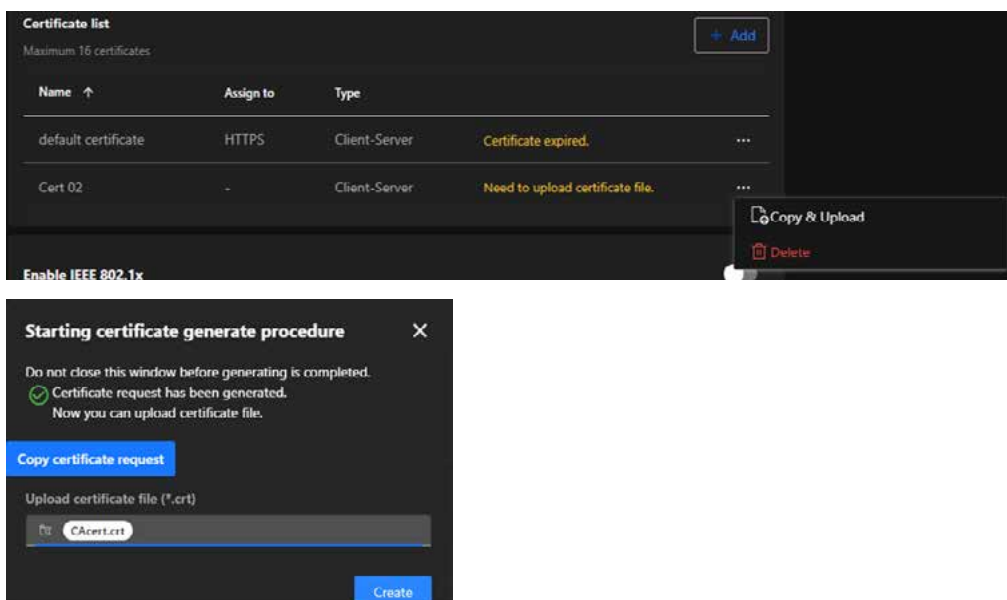 Certificate list
Maximum 16 certificates
+ Add
Name ↑ Assign to Type
default certificate HTTPS Client-Server Certificate expired. ...
Cert 02 - Client-Server Need to upload certificate file. ...
Copy & Upload
Delete
Enable IEEE 802.1x
Starting certificate generate procedure ×
Do not close this window before generating is completed.
Certificate request has been generated.
Now you can upload certificate file.
Copy certificate request
Upload certificate file (*.crt)
CAcert.crt
Create